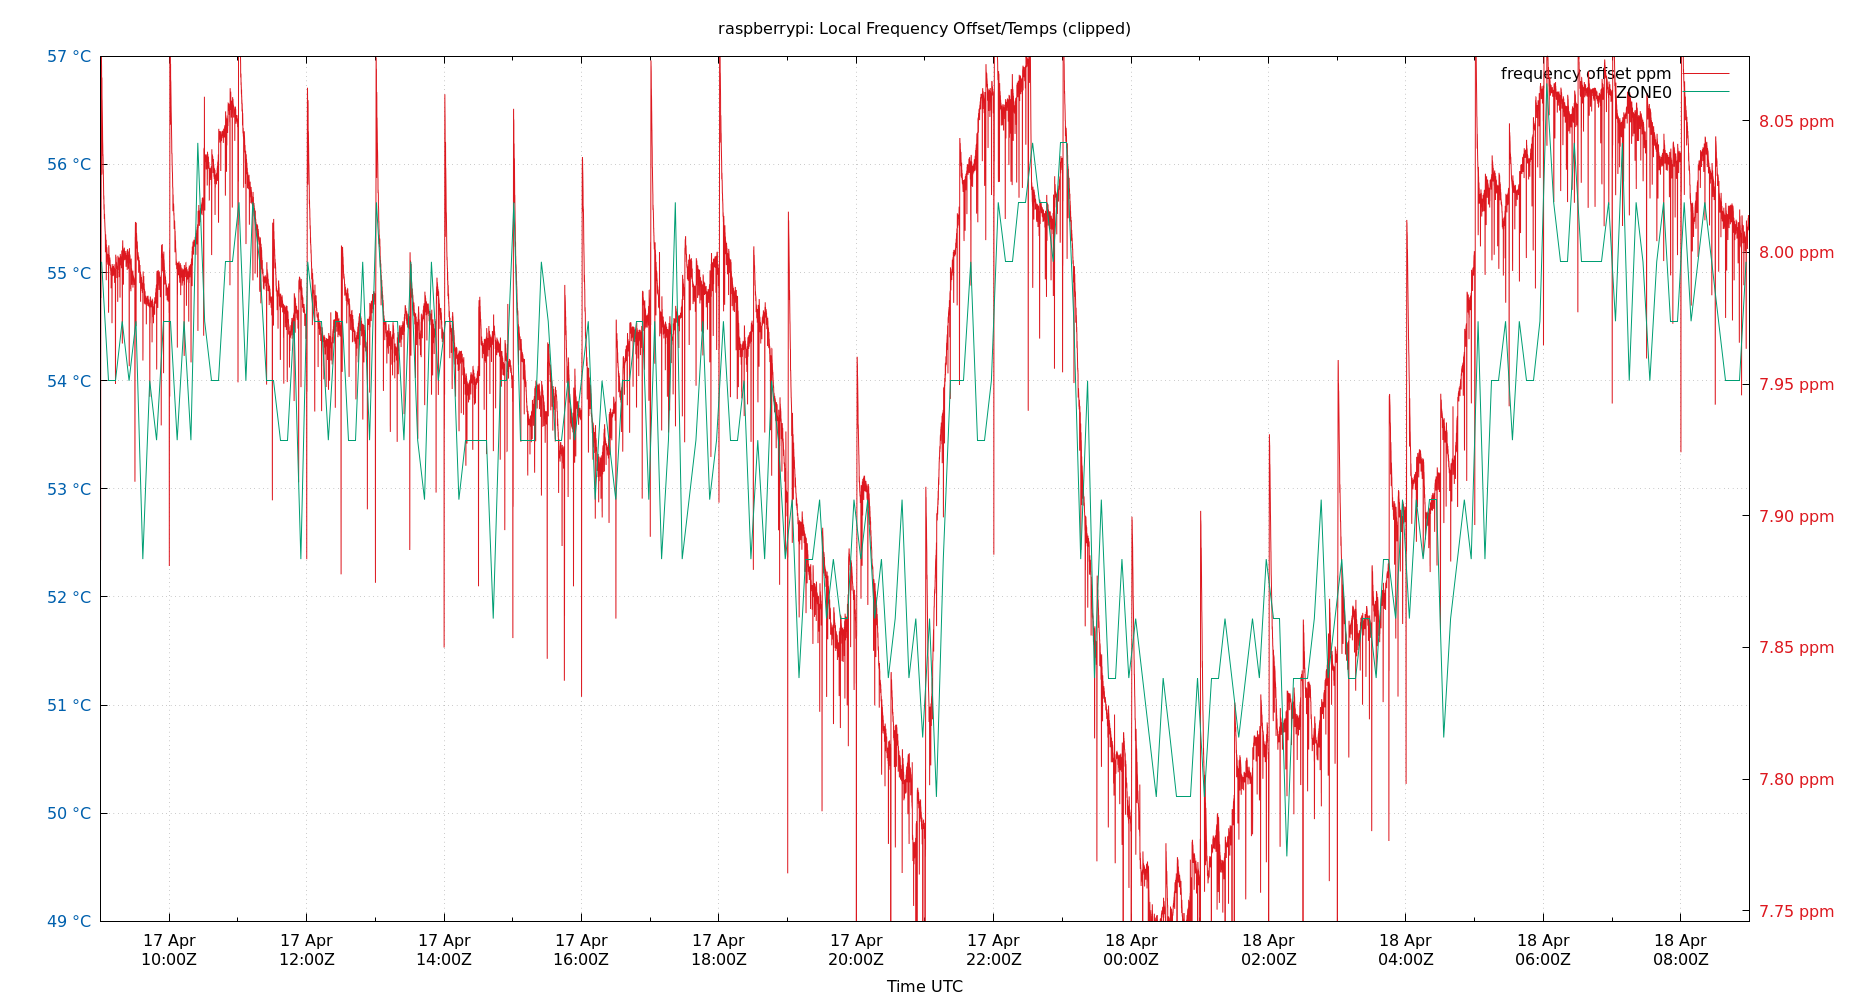 raspberrypi: Local Frequency Offset/Temps (clipped)
57 °C
56 °C
55 °C
54 °C
53 °C
52 °C
51 °C
50 °C
49 °C
frequency offset ppm
ZONE0
8.05 ppm
8.00 ppm
7.95 ppm
7.90 ppm
7.85 ppm
7.80 ppm
7.75 ppm
17 Apr 17 Apr 17 Apr 17 Apr 17 Apr 17 Apr 17 Apr 18 Apr 18 Apr 18 Apr 18 Apr 18 Apr
10:00Z 12:00Z 14:00Z 16:00Z 18:00Z 20:00Z 22:00Z 00:00Z 02:00Z 04:00Z 06:00Z 08:00Z
Time UTC